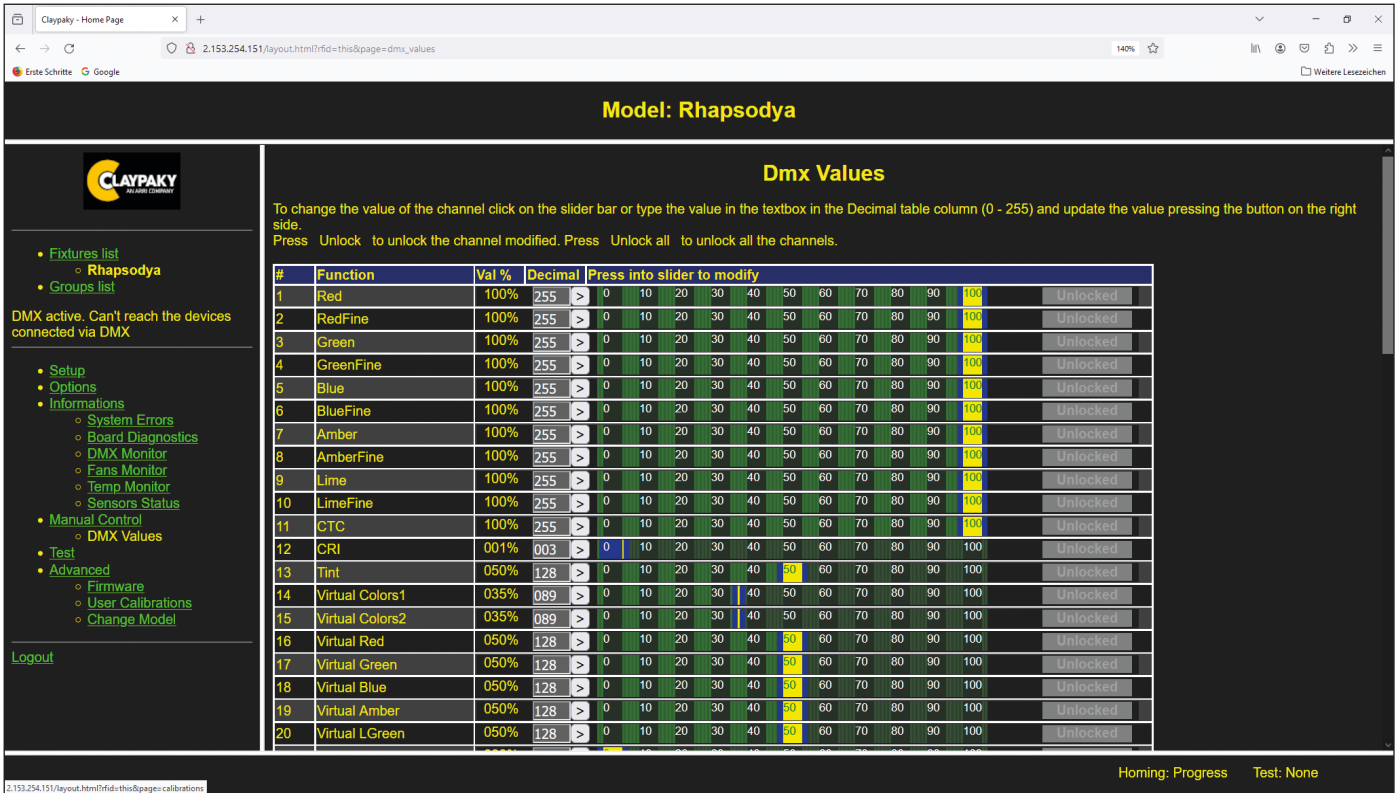 Claypaky - Home Page
2.153.254.151/layout.html?rfid=this&page=dmx_values
140%
Erste Schritte Google
Weitere Lesezeichen
Model: Rhapsodya
CLAYPAKY
AN ARRI COMPANY
Fixtures list
Rhapsodya
Groups list
DMX active. Can't reach the devices
connected via DMX
Setup
Options
Informations
System Errors
Board Diagnostics
DMX Monitor
Fans Monitor
Temp Monitor
Sensors Status
Manual Control
DMX Values
Test
Advanced
Firmware
User Calibrations
Change Model
Logout
Dmx Values
To change the value of the channel click on the slider bar or type the value in the textbox in the Decimal table column (0 - 255) and update the value pressing the button on the right
side.
Press Unlock to unlock the channel modified. Press Unlock all to unlock all the channels.
# Function Val % Decimal Press into slider to modify
1 Red 100% 255 > 0 10 20 30 40 50 60 70 80 90 100 Unlocked
2 RedFine 100% 255 > 0 10 20 30 40 50 60 70 80 90 100 Unlocked
3 Green 100% 255 > 0 10 20 30 40 50 60 70 80 90 100 Unlocked
4 GreenFine 100% 255 > 0 10 20 30 40 50 60 70 80 90 100 Unlocked
5 Blue 100% 255 > 0 10 20 30 40 50 60 70 80 90 100 Unlocked
6 BlueFine 100% 255 > 0 10 20 30 40 50 60 70 80 90 100 Unlocked
7 Amber 100% 255 > 0 10 20 30 40 50 60 70 80 90 100 Unlocked
8 AmberFine 100% 255 > 0 10 20 30 40 50 60 70 80 90 100 Unlocked
9 Lime 100% 255 > 0 10 20 30 40 50 60 70 80 90 100 Unlocked
10 LimeFine 100% 255 > 0 10 20 30 40 50 60 70 80 90 100 Unlocked
11 CTC 100% 255 > 0 10 20 30 40 50 60 70 80 90 100 Unlocked
12 CRI 001% 003 > 0 10 20 30 40 50 60 70 80 90 100 Unlocked
13 Tint 050% 128 > 0 10 20 30 40 50 60 70 80 90 100 Unlocked
14 Virtual Colors1 035% 089 > 0 10 20 30 40 50 60 70 80 90 100 Unlocked
15 Virtual Colors2 035% 089 > 0 10 20 30 40 50 60 70 80 90 100 Unlocked
16 Virtual Red 050% 128 > 0 10 20 30 40 50 60 70 80 90 100 Unlocked
17 Virtual Green 050% 128 > 0 10 20 30 40 50 60 70 80 90 100 Unlocked
18 Virtual Blue 050% 128 > 0 10 20 30 40 50 60 70 80 90 100 Unlocked
19 Virtual Amber 050% 128 > 0 10 20 30 40 50 60 70 80 90 100 Unlocked
20 Virtual LGreen 050% 128 > 0 10 20 30 40 50 60 70 80 90 100 Unlocked
Homing: Progress Test: None
2.153.254.151/layout.html?rfid=this&page=calibrations